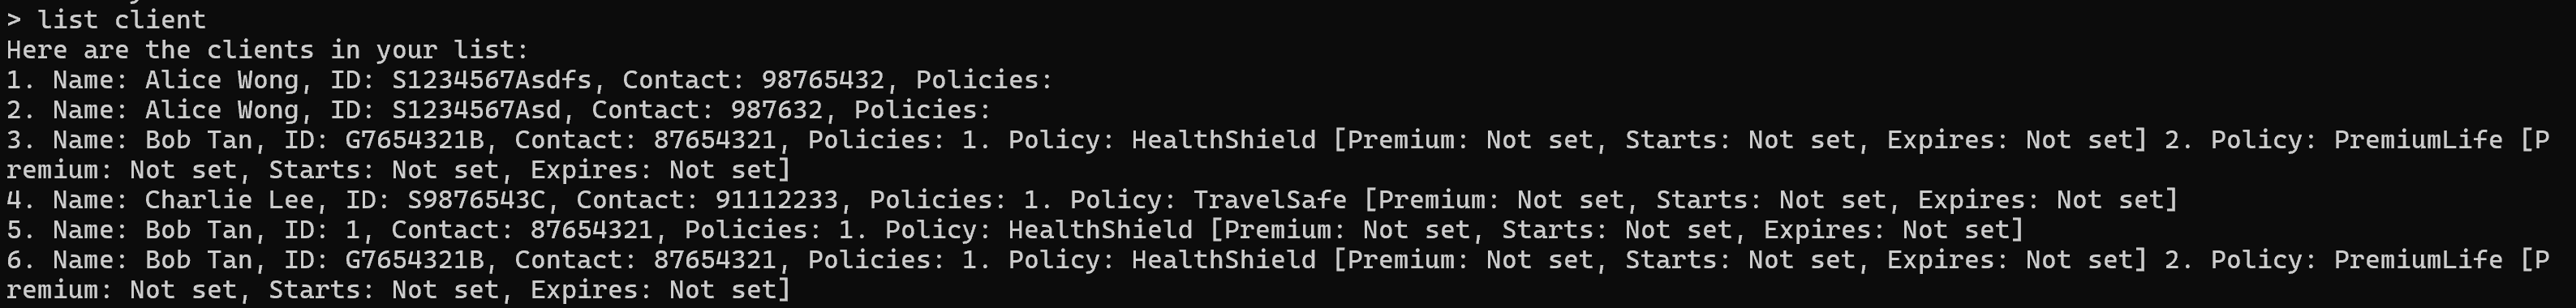 > list client
Here are the clients in your list:
1. Name: Alice Wong, ID: S1234567Asdfs, Contact: 98765432, Policies:
2. Name: Alice Wong, ID: S1234567Asd, Contact: 987632, Policies:
3. Name: Bob Tan, ID: G7654321B, Contact: 87654321, Policies: 1. Policy: HealthShield [Premium: Not set, Starts: Not set, Expires: Not set] 2. Policy: PremiumLife [P
remium: Not set, Starts: Not set, Expires: Not set]
4. Name: Charlie Lee, ID: S9876543C, Contact: 91112233, Policies: 1. Policy: TravelSafe [Premium: Not set, Starts: Not set, Expires: Not set]
5. Name: Bob Tan, ID: 1, Contact: 87654321, Policies: 1. Policy: HealthShield [Premium: Not set, Starts: Not set, Expires: Not set]
6. Name: Bob Tan, ID: G7654321B, Contact: 87654321, Policies: 1. Policy: HealthShield [Premium: Not set, Starts: Not set, Expires: Not set] 2. Policy: PremiumLife [P
remium: Not set, Starts: Not set, Expires: Not set]